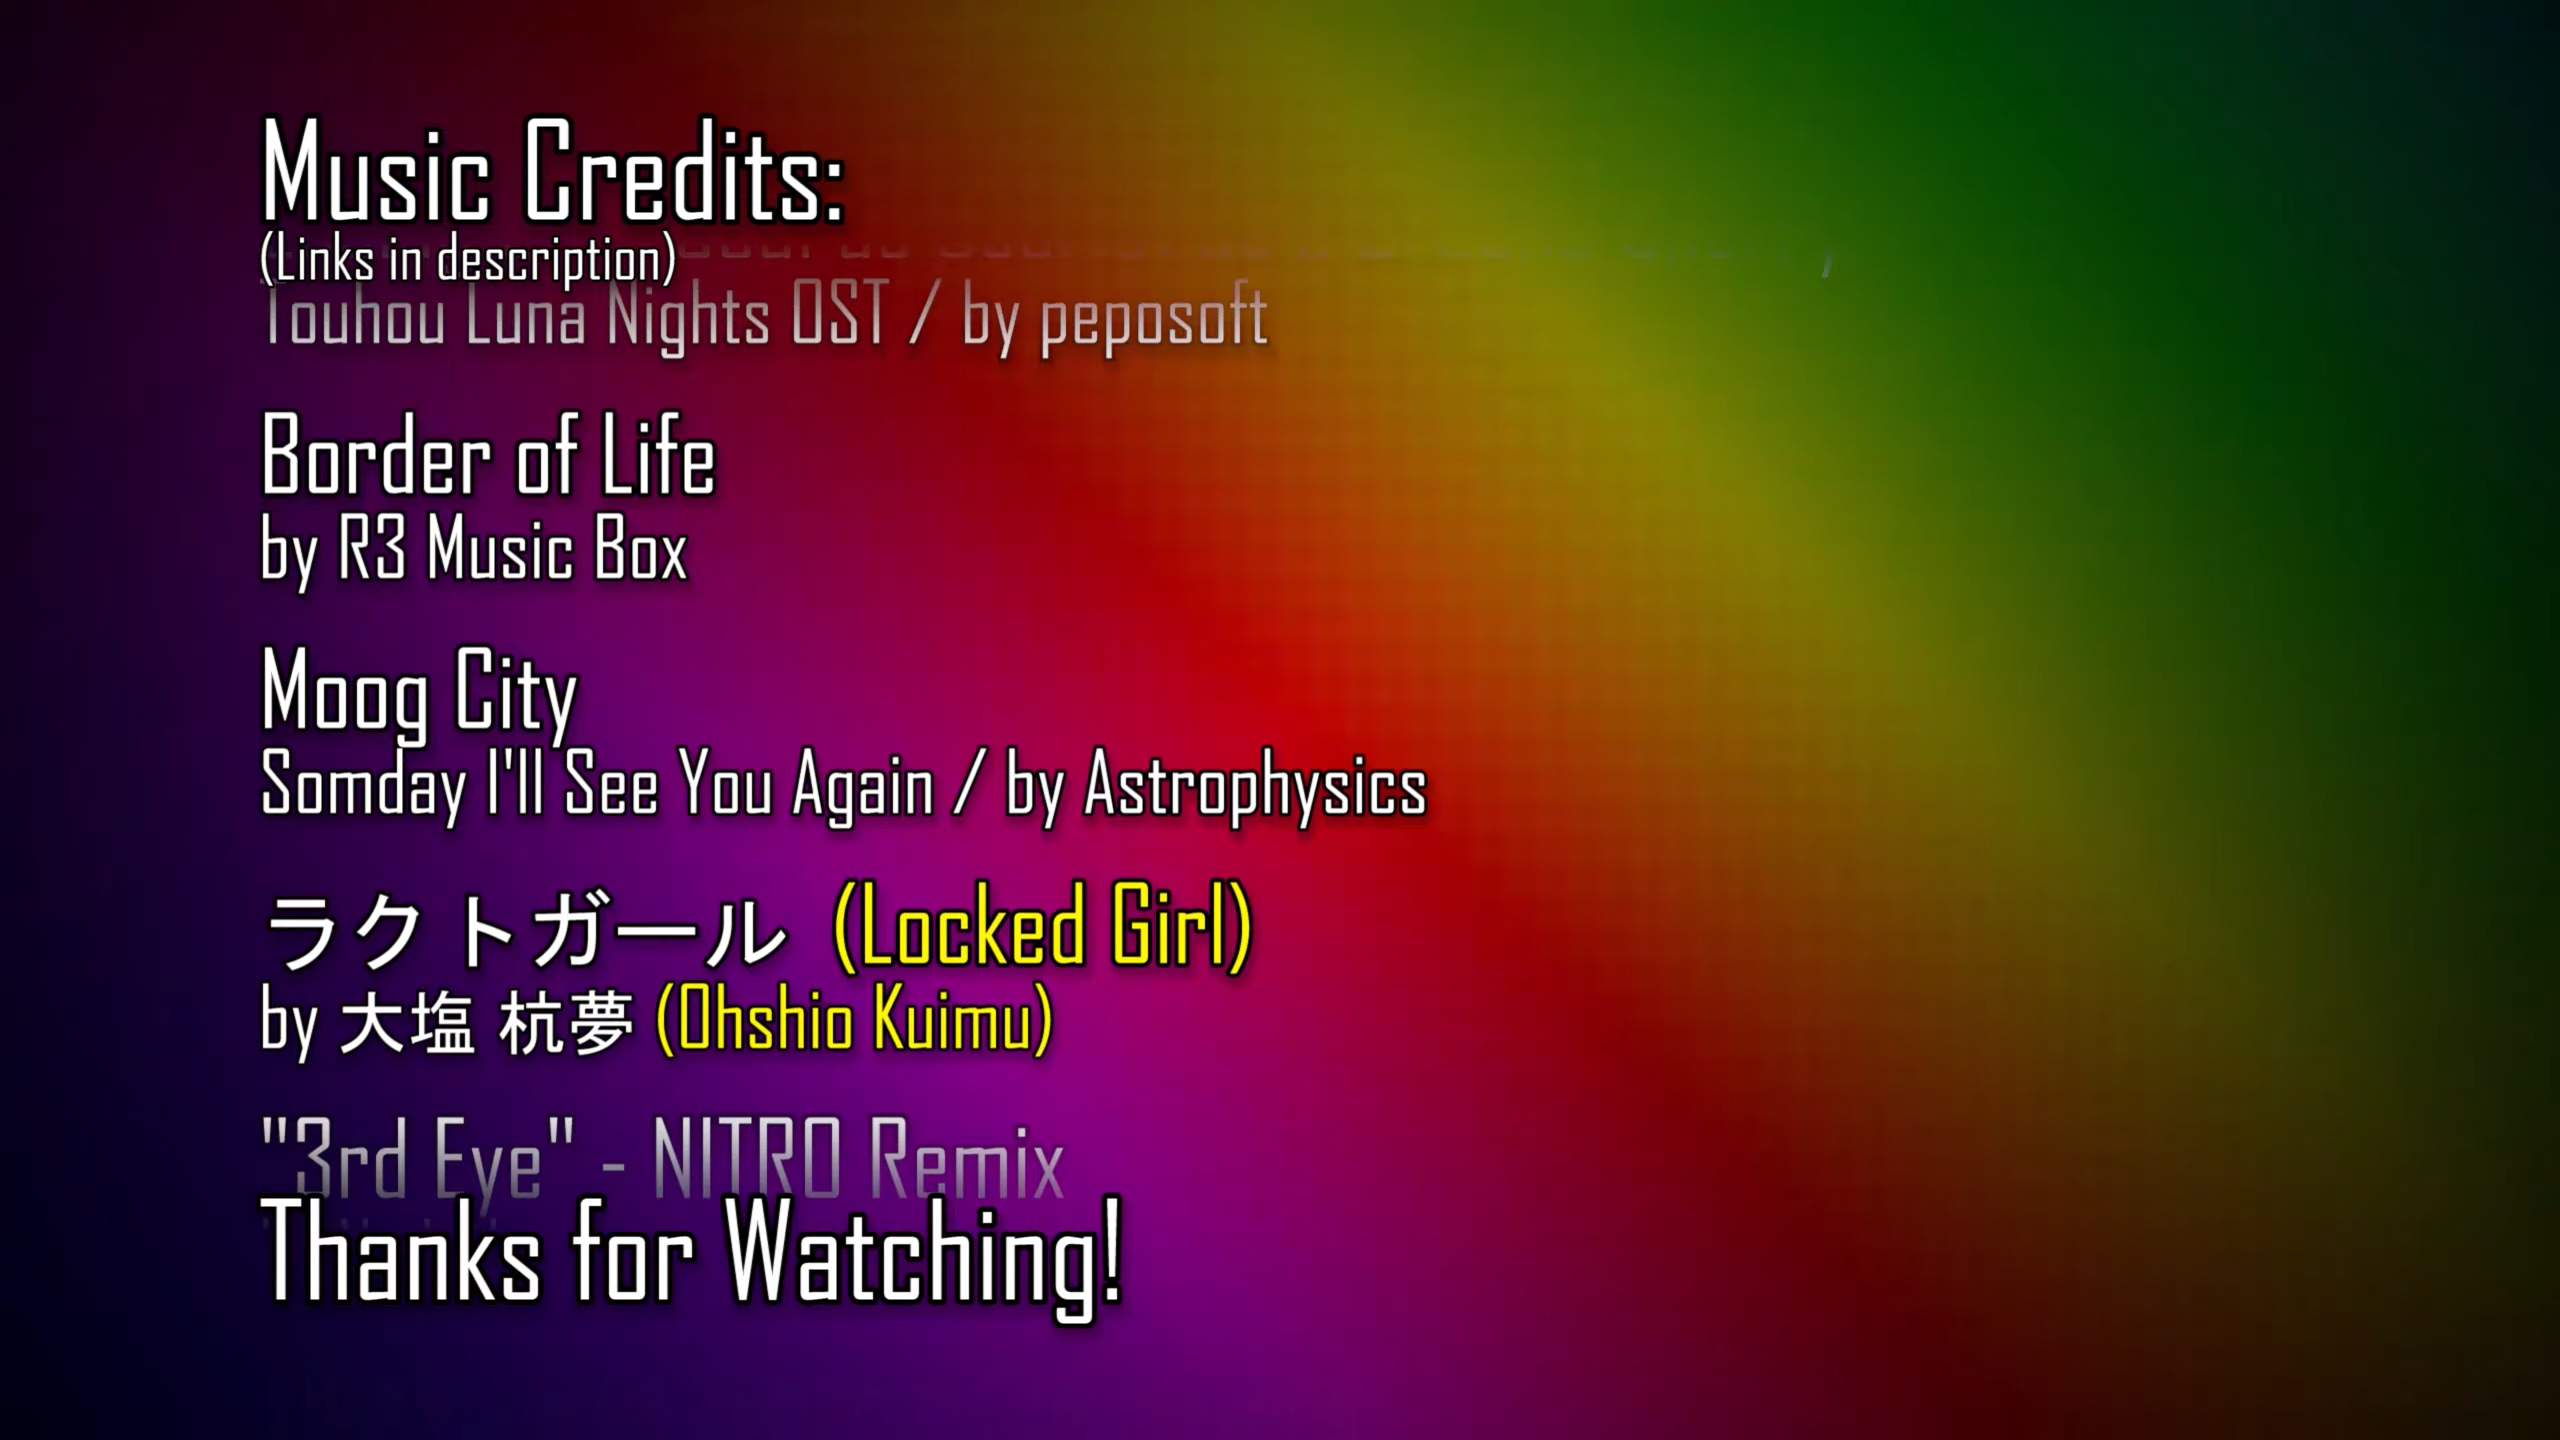 Music Credits:
(Links in description)
Touhou Luna Nights OST / by peposoft
Border of Life
by R3 Music Box
Moog City
Somday I'll See You Again / by Astrophysics
ラクトガール (Locked Girl)
by 大塩 杭夢 (Ohshio Kuimu)
"3rd Eye" - NITRO Remix
Thanks for Watching!